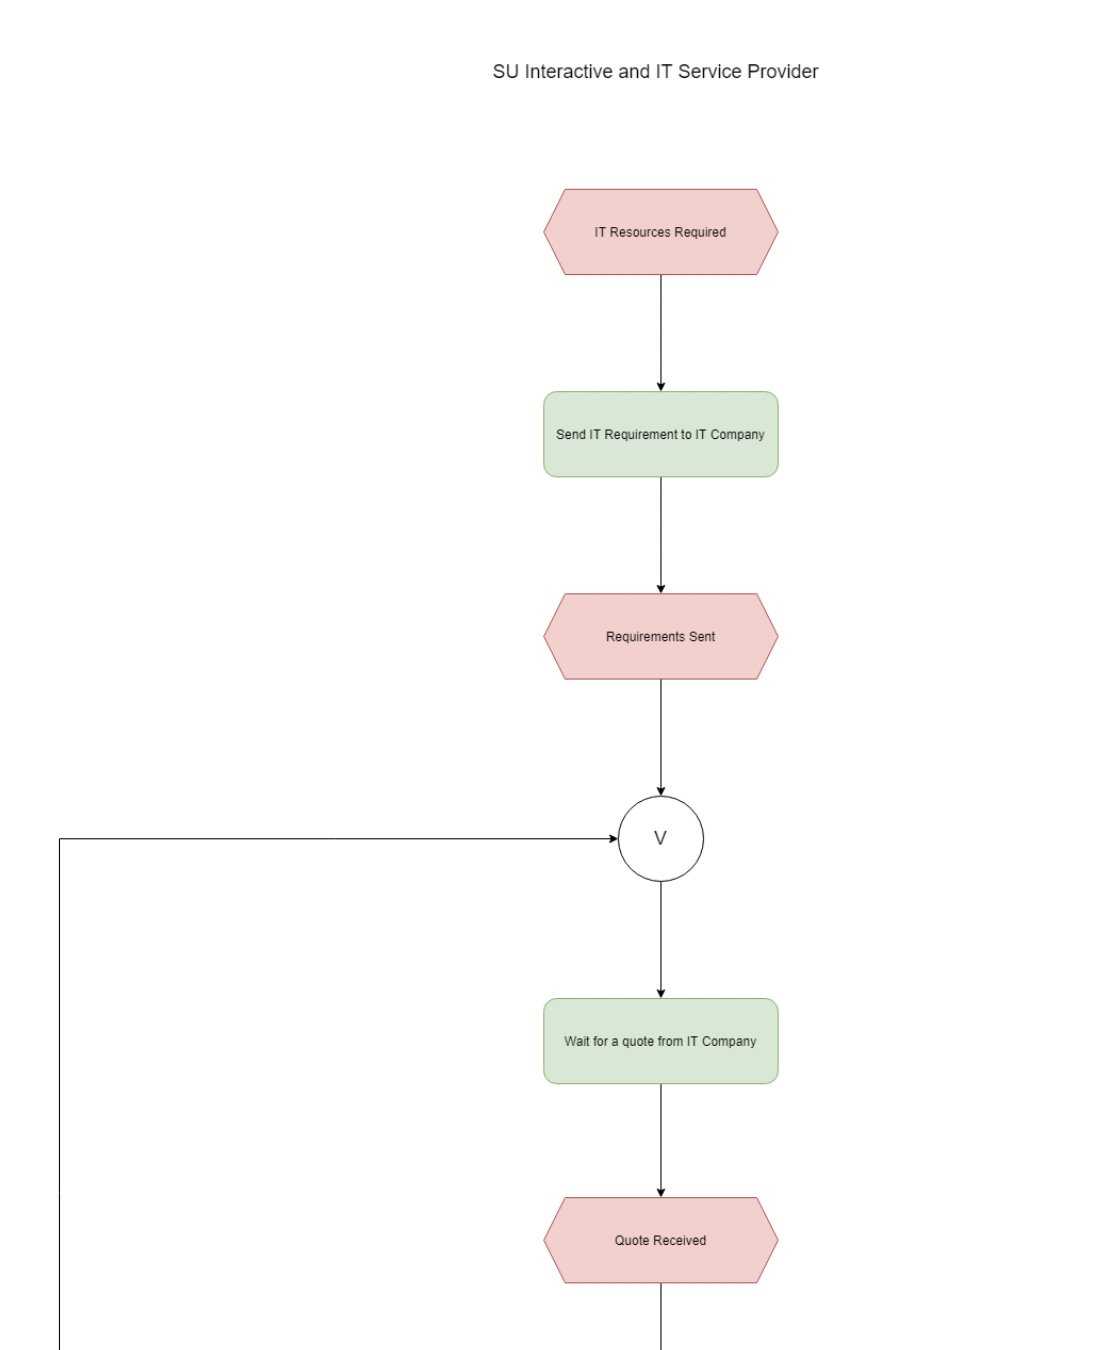 SU Interactive and IT Service Provider
IT Resources Required
Send IT Requirement to IT Company
Requirements Sent
V
Wait for a quote from IT Company
Quote Received